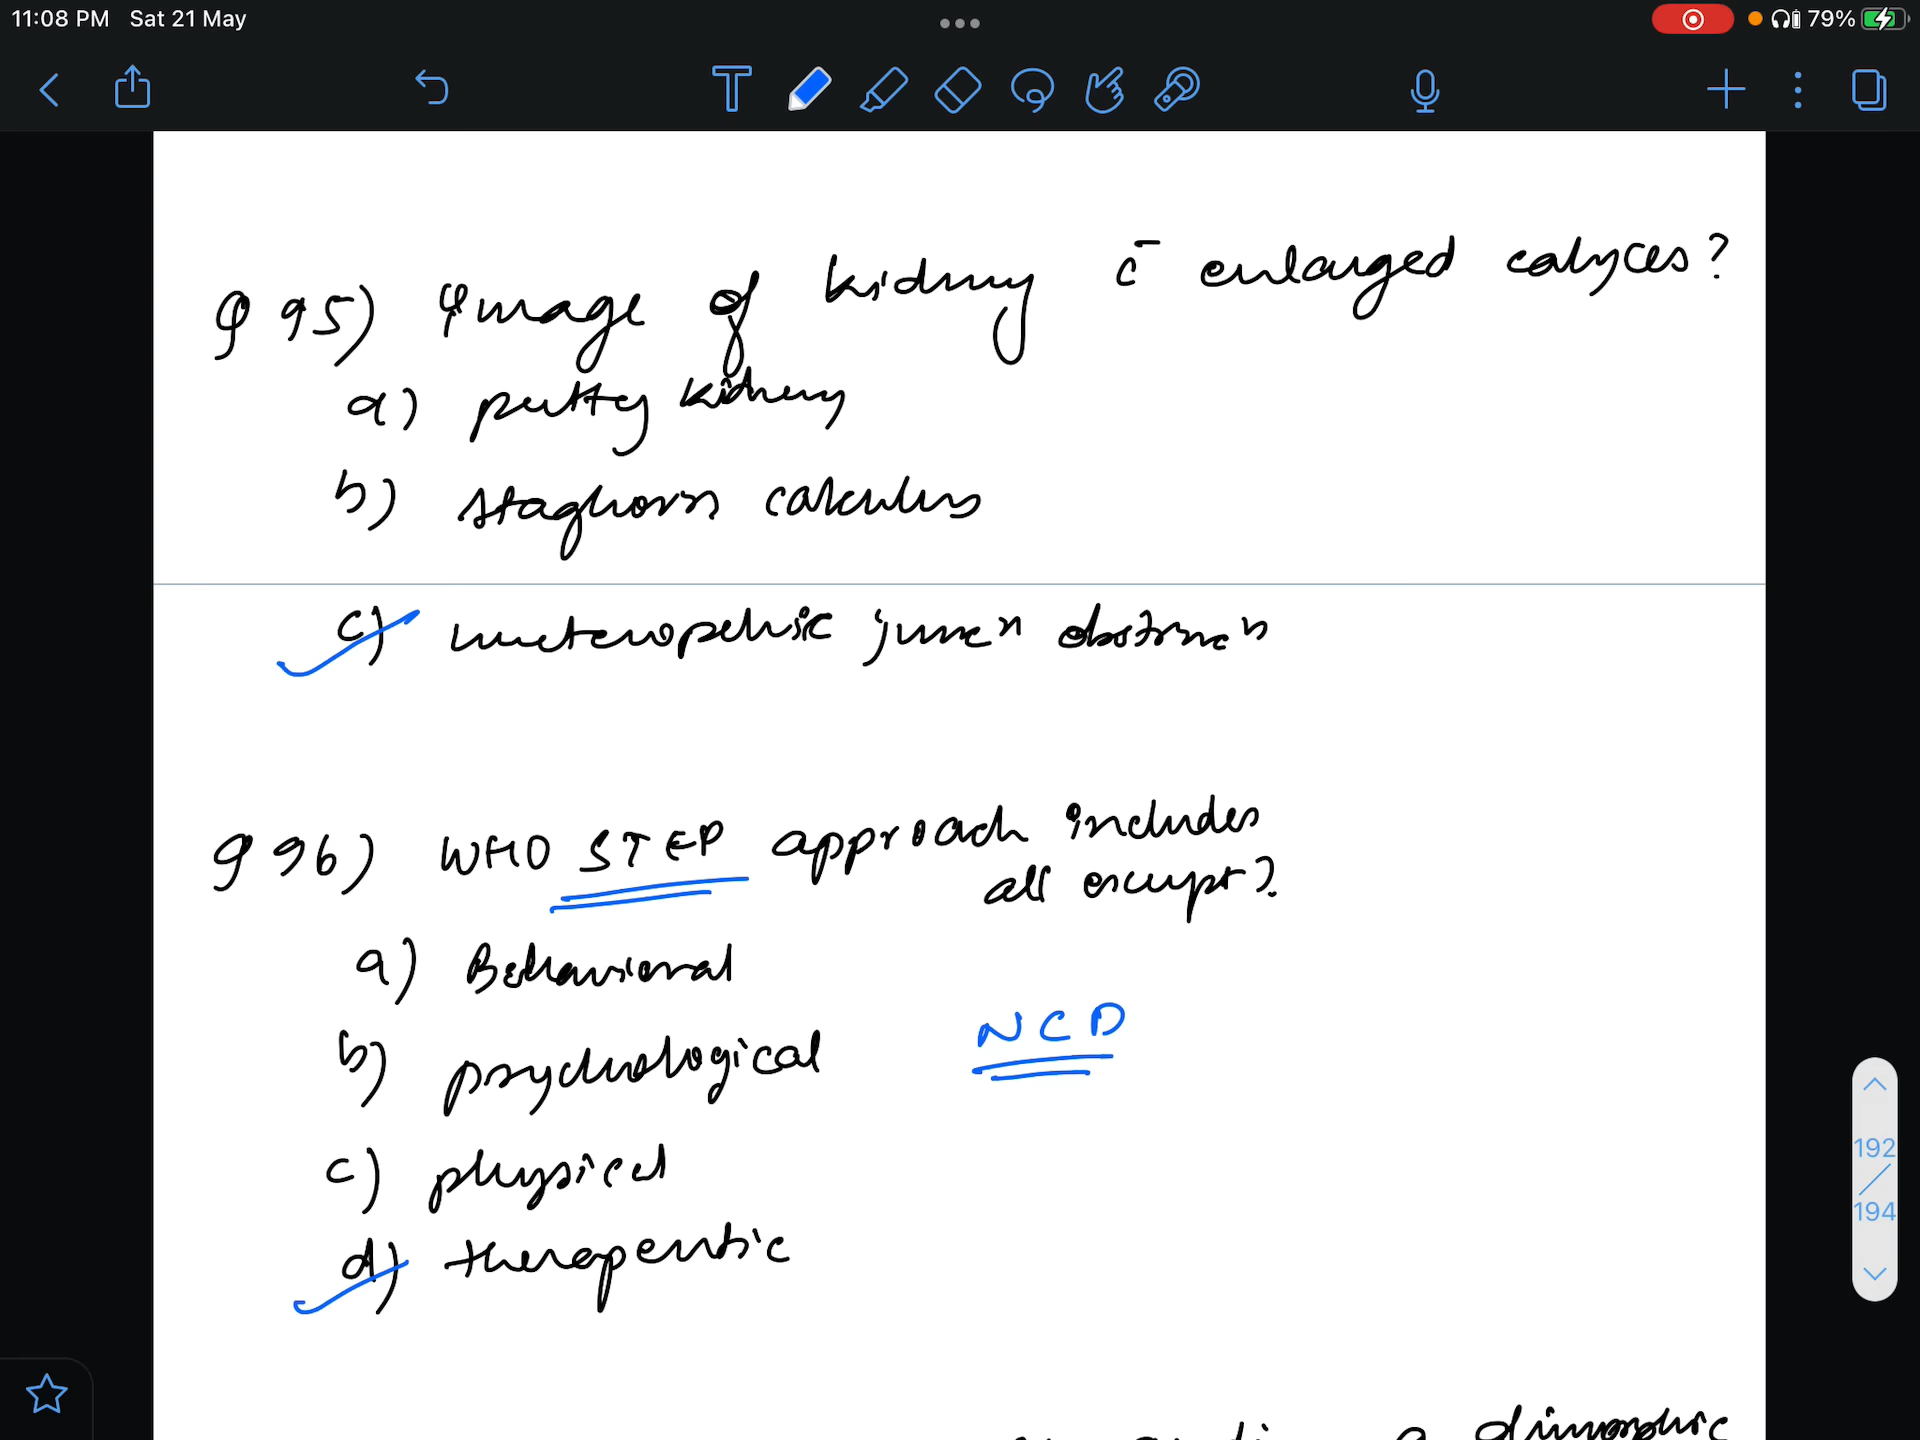 11:08 PM Sat 21 May
79%
Q 95) Image of kidney c̄ enlarged calyces?
a) putty kidney
b) staghorn calculus
c) ureteropelvic juncn obstrucn
Q 96) WHO STEP approach includes
all except?
a) Behavioral
b) psychological
NCD
c) physical
d) therapeutic
192
194
dimorphic